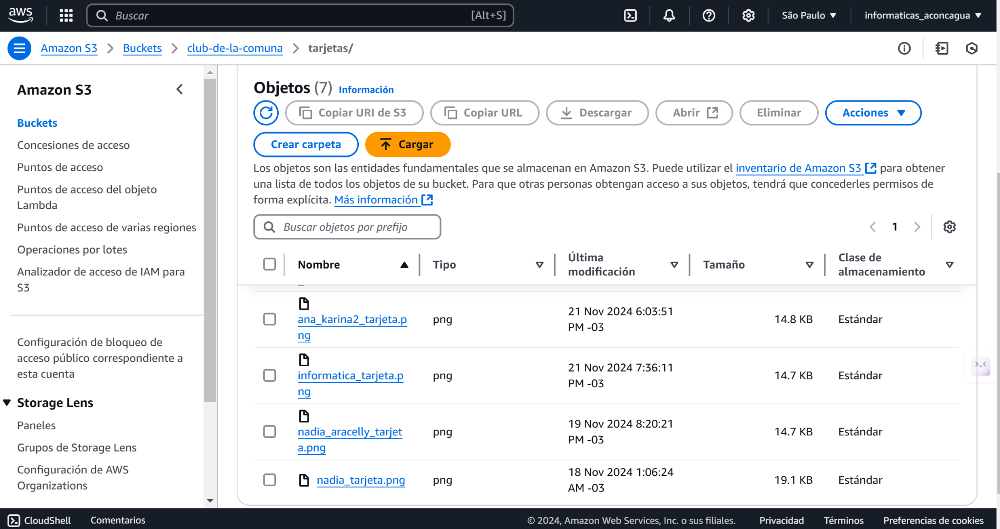 aws
Buscar
[Alt+S]
São Paulo
informaticas_aconcagua
Amazon S3
Buckets
club-de-la-comuna
tarjetas/
Amazon S3
Buckets
Concesiones de acceso
Puntos de acceso
Puntos de acceso del objeto
Lambda
Puntos de acceso de varias regiones
Operaciones por lotes
Analizador de acceso de IAM para
S3
Configuración de bloqueo de
acceso público correspondiente a
esta cuenta
Storage Lens
Paneles
Grupos de Storage Lens
Configuración de AWS
Organizations
Objetos (7) Información
Copiar URI de S3
Copiar URL
Descargar
Abrir
Eliminar
Acciones
Crear carpeta
Cargar
Los objetos son las entidades fundamentales que se almacenan en Amazon S3. Puede utilizar el inventario de Amazon S3 para obtener
una lista de todos los objetos de su bucket. Para que otras personas obtengan acceso a sus objetos, tendrá que concederles permisos de
forma explícita. Más información
Buscar objetos por prefijo
1
Nombre
Tipo
Última
modificación
Tamaño
Clase de
almacenamiento
ana_karina2_tarjeta.p
ng
png
21 Nov 2024 6:03:51
PM -03
14.8 KB
Estándar
informatica_tarjeta.p
ng
png
21 Nov 2024 7:36:11
PM -03
14.7 KB
Estándar
nadia_aracelly_tarjet
a.png
png
19 Nov 2024 8:20:21
PM -03
14.7 KB
Estándar
nadia_tarjeta.png
png
18 Nov 2024 1:06:24
AM -03
19.1 KB
Estándar
CloudShell
Comentarios
© 2024, Amazon Web Services, Inc. o sus filiales.
Privacidad
Términos
Preferencias de cookies